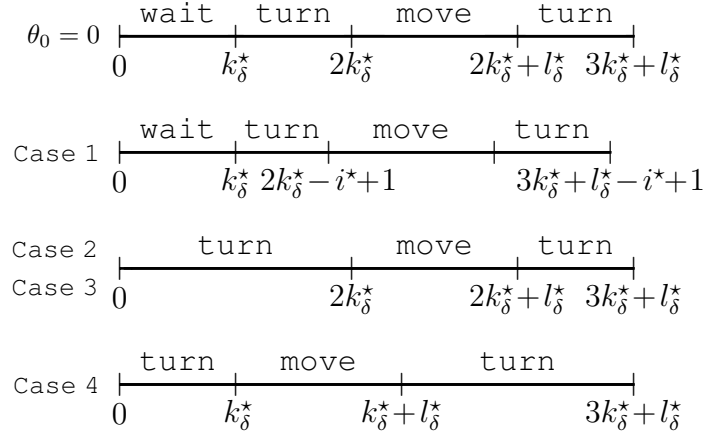 wait turn move turn
θ₀ = 0
0 k⋆δ 2k⋆δ 2k⋆δ+l⋆δ 3k⋆δ+l⋆δ
wait turn move turn
Case 1
0 k⋆δ 2k⋆δ−i⋆+1 3k⋆δ+l⋆δ−i⋆+1
turn move turn
Case 2
Case 3
0 2k⋆δ 2k⋆δ+l⋆δ 3k⋆δ+l⋆δ
turn move turn
Case 4
0 k⋆δ k⋆δ+l⋆δ 3k⋆δ+l⋆δ